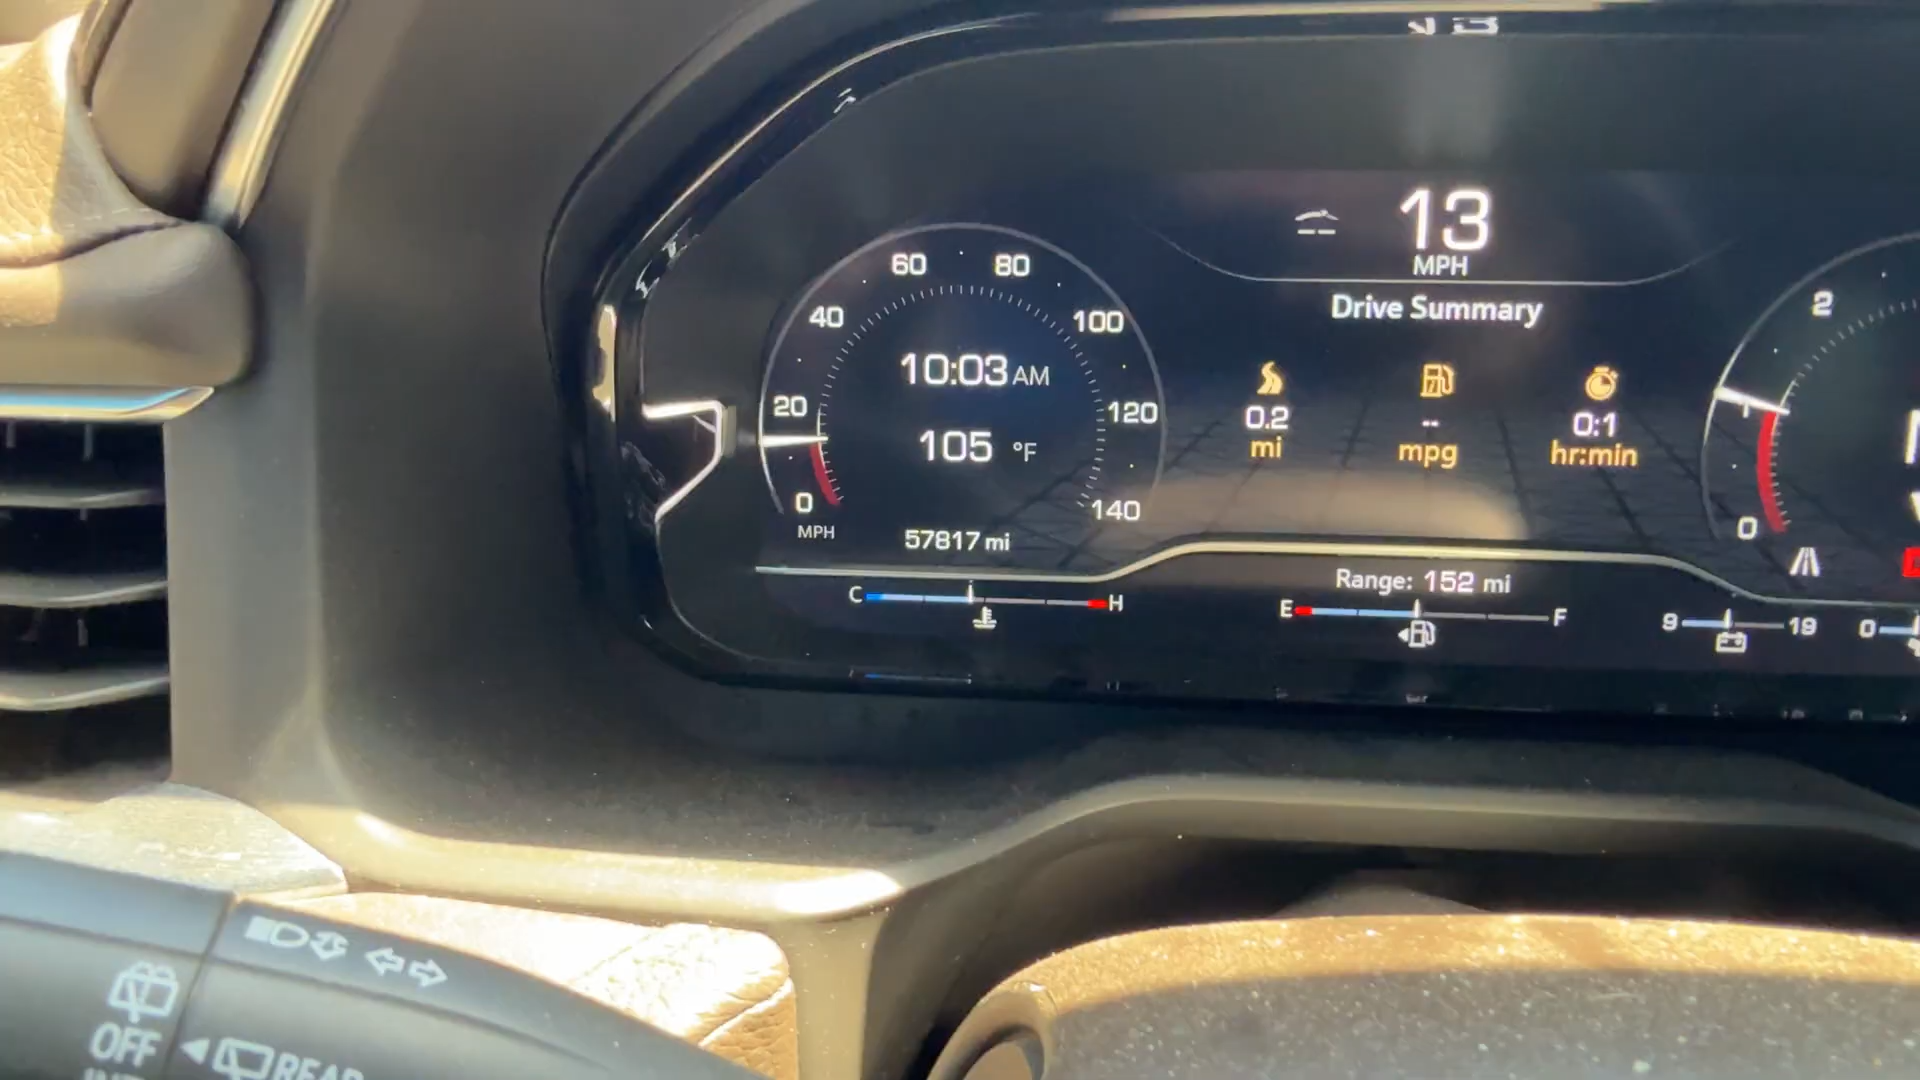 13
MPH
Drive Summary
60 80
40 100
20 120
0 140
MPH
10:03 AM
105 °F
57817 mi
0.2
mi
--
mpg
0:1
hr:min
2
0
Range: 152 mi
C H
E F
9 19
0
OFF
REAR